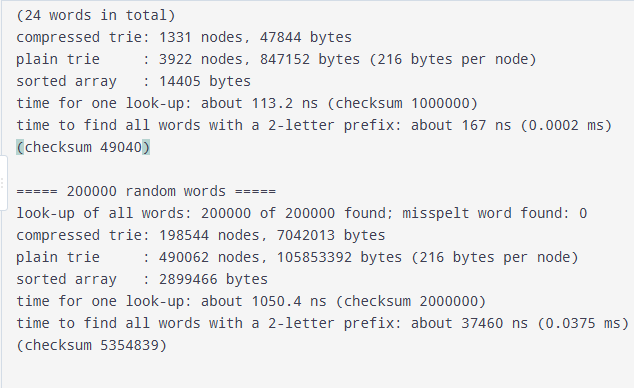 (24 words in total)
compressed trie: 1331 nodes, 47844 bytes
plain trie     : 3922 nodes, 847152 bytes (216 bytes per node)
sorted array   : 14405 bytes
time for one look-up: about 113.2 ns (checksum 1000000)
time to find all words with a 2-letter prefix: about 167 ns (0.0002 ms)
(checksum 49040)

===== 200000 random words =====
look-up of all words: 200000 of 200000 found; misspelt word found: 0
compressed trie: 198544 nodes, 7042013 bytes
plain trie     : 490062 nodes, 105853392 bytes (216 bytes per node)
sorted array   : 2899466 bytes
time for one look-up: about 1050.4 ns (checksum 2000000)
time to find all words with a 2-letter prefix: about 37460 ns (0.0375 ms)
(checksum 5354839)